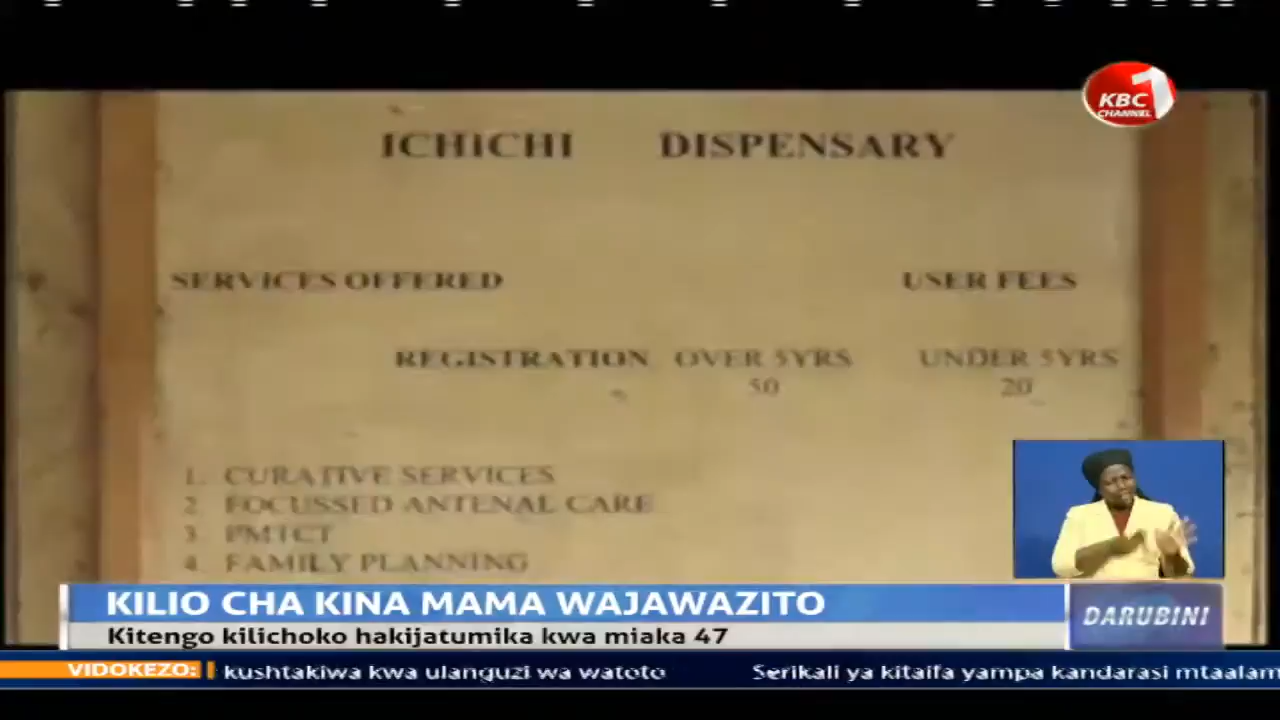 KBC 1
CHANNEL
ICHICHI DISPENSARY
SERVICES OFFERED USER FEES
REGISTRATION OVER 5YRS UNDER 5YRS
50 20
1. CURATIVE SERVICES
2. FOCUSSED ANTENAL CARE
3. PMTCT
4. FAMILY PLANNING
KILIO CHA KINA MAMA WAJAWAZITO
DARUBINI
Kitengo kilichoko hakijatumika kwa miaka 47
VIDOKEZO: kushtakiwa kwa ulanguzi wa watoto Serikali ya kitaifa yampa kandarasi mtaalam